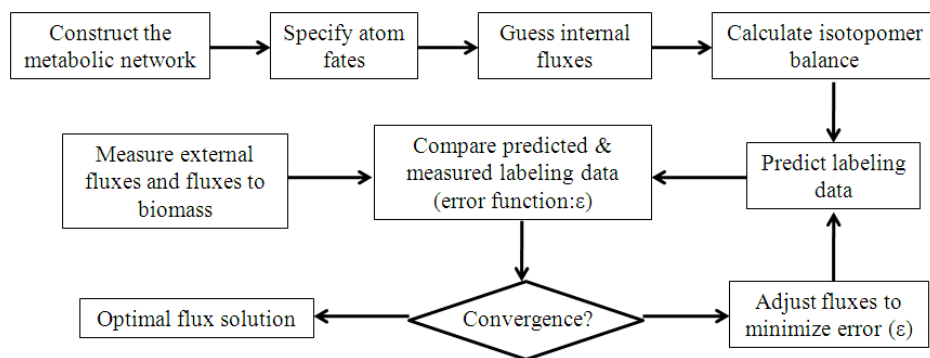 Construct the
metabolic network
Specify atom
fates
Guess internal
fluxes
Calculate isotopomer
balance
Measure external
fluxes and fluxes to
biomass
Compare predicted &
measured labeling data
(error function:ε)
Predict labeling
data
Optimal flux solution
Convergence?
Adjust fluxes to
minimize error (ε)